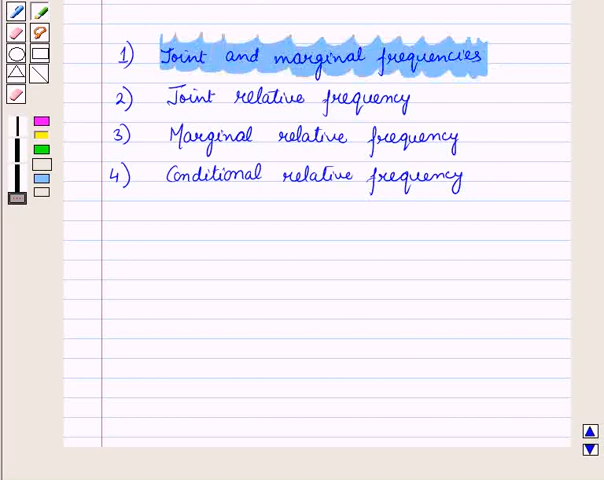 1) Joint and marginal frequencies
2) Joint relative frequency
3) Marginal relative frequency
4) Conditional relative frequency